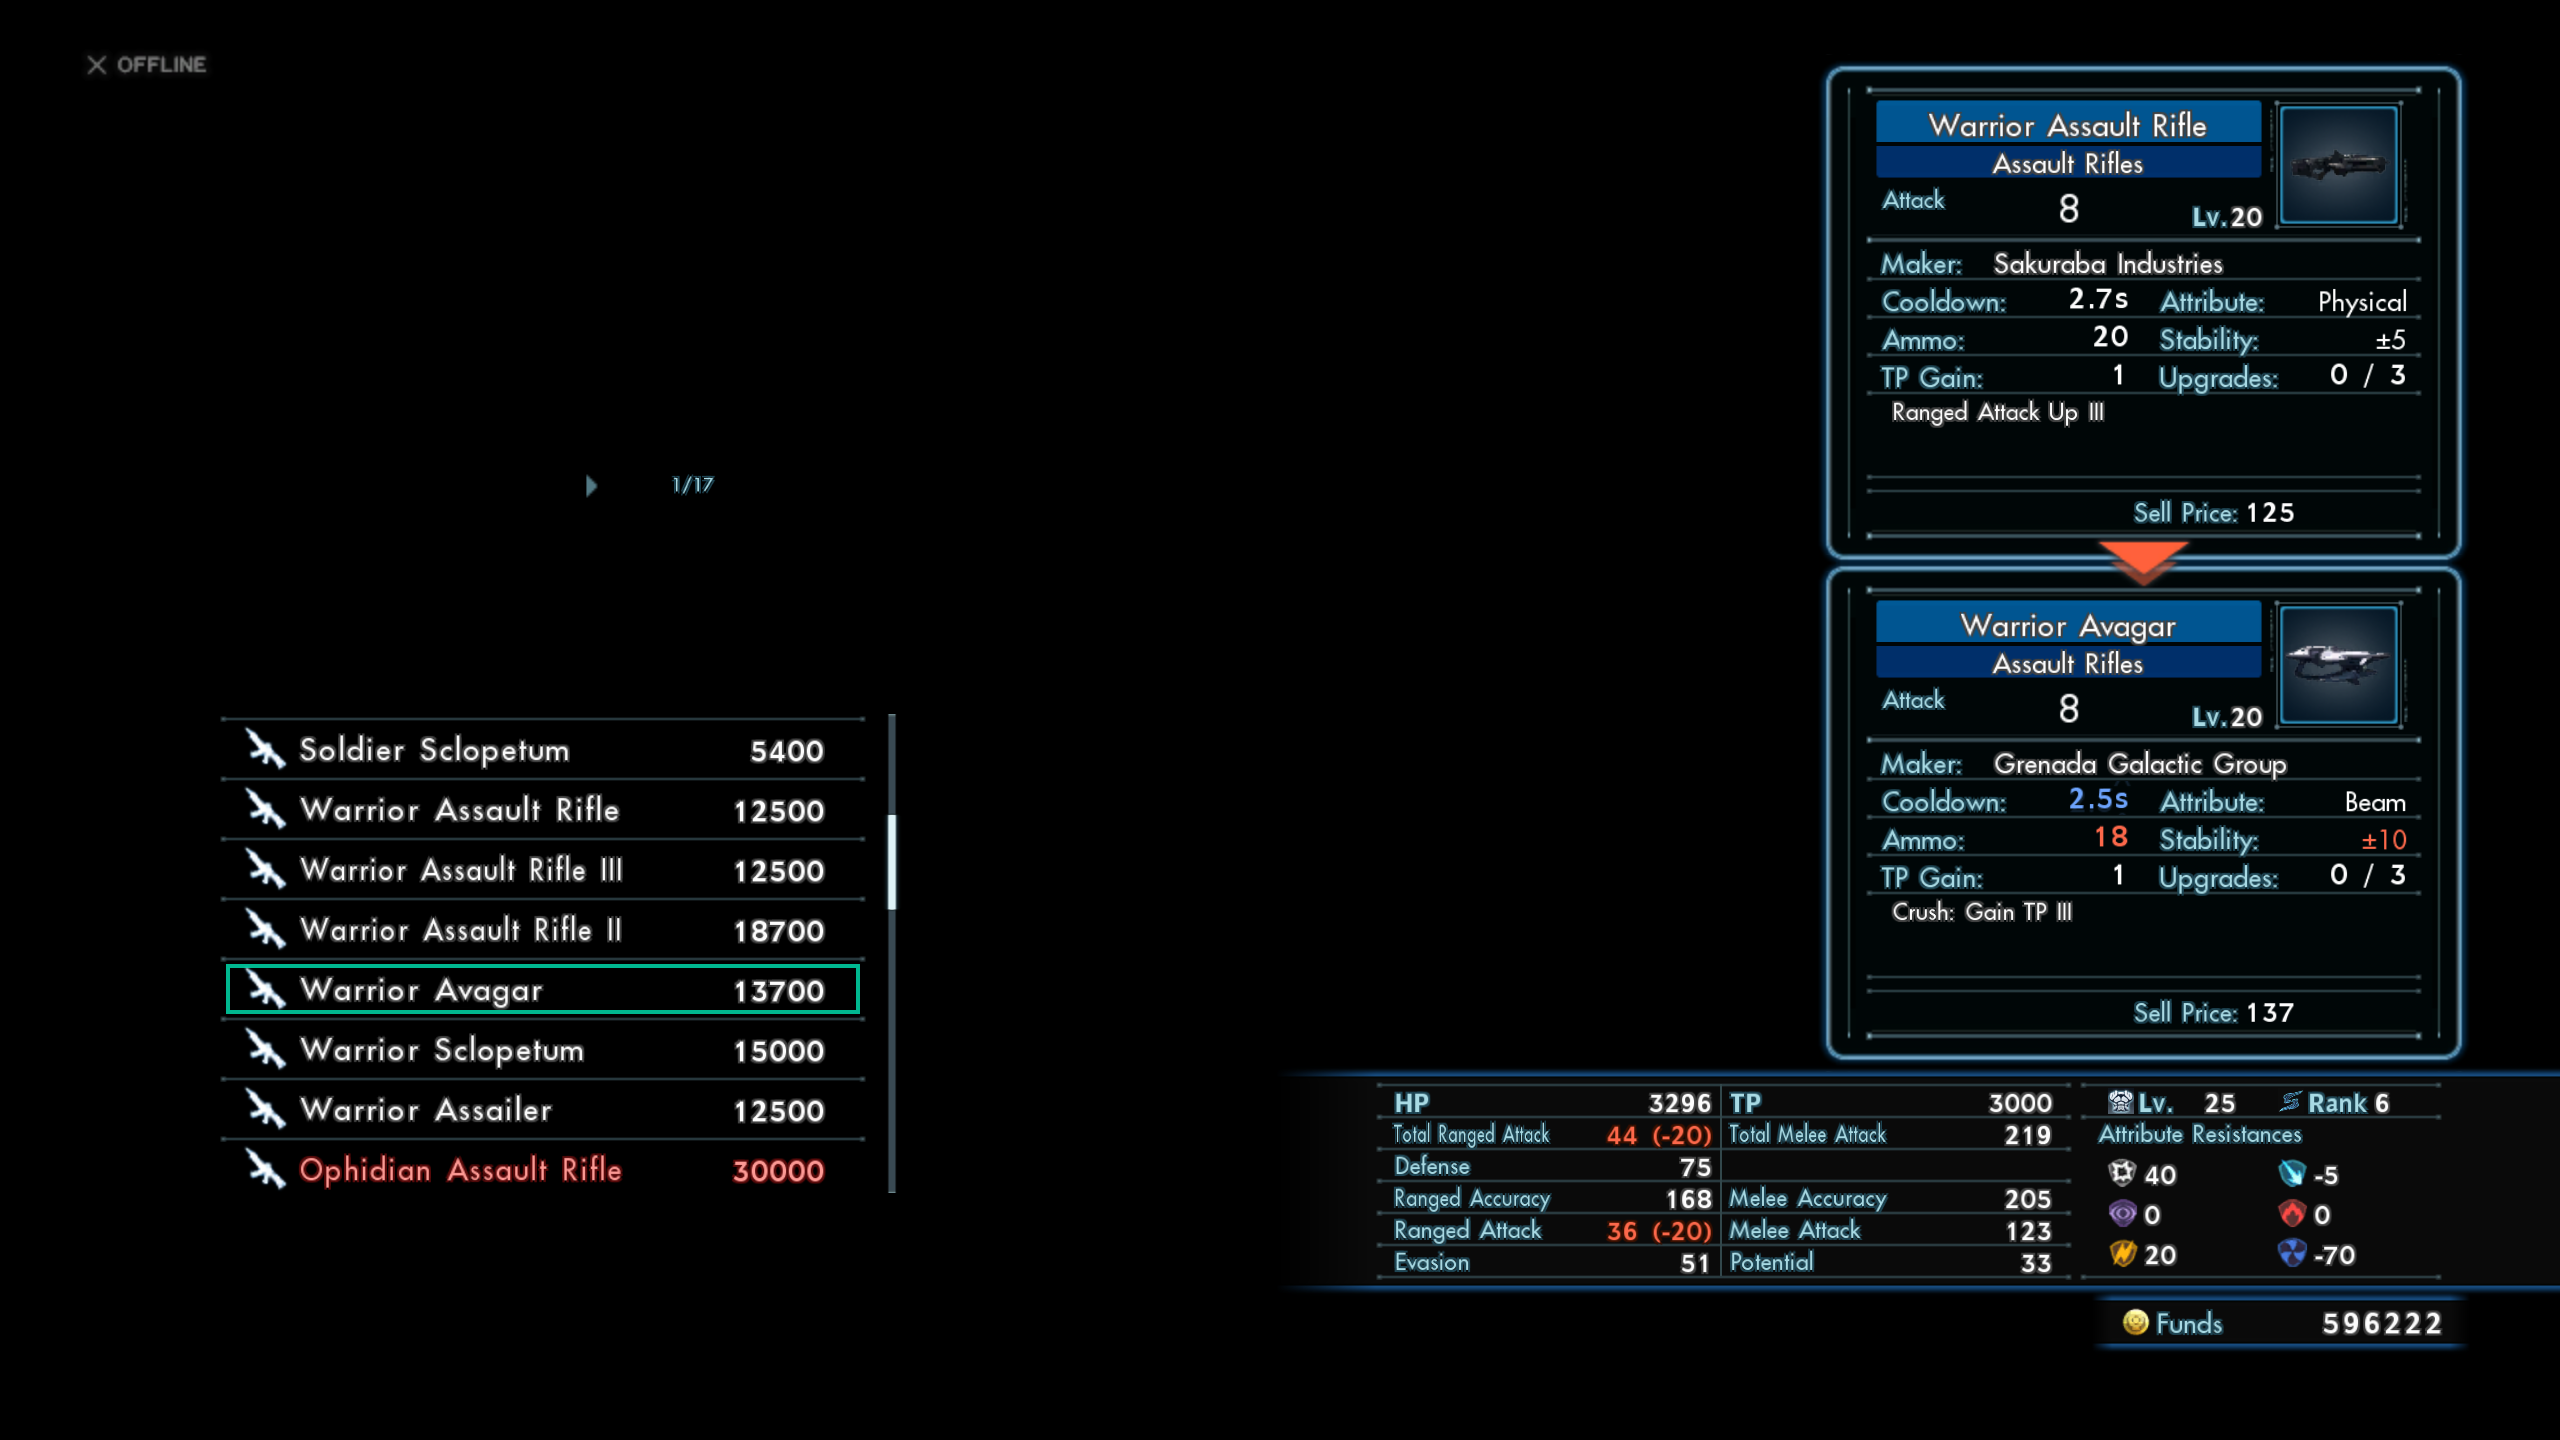 OFFLINE
1/17
Soldier Sclopetum 5400
Warrior Assault Rifle 12500
Warrior Assault Rifle III 12500
Warrior Assault Rifle II 18700
Warrior Avagar 13700
Warrior Sclopetum 15000
Warrior Assailer 12500
Ophidian Assault Rifle 30000
Warrior Assault Rifle
Assault Rifles
Attack 8 Lv.20
Maker: Sakuraba Industries
Cooldown: 2.7s Attribute: Physical
Ammo: 20 Stability: ±5
TP Gain: 1 Upgrades: 0 / 3
Ranged Attack Up III
Sell Price: 125
Warrior Avagar
Assault Rifles
Attack 8 Lv.20
Maker: Grenada Galactic Group
Cooldown: 2.5s Attribute: Beam
Ammo: 18 Stability: ±10
TP Gain: 1 Upgrades: 0 / 3
Crush: Gain TP III
Sell Price: 137
HP 3296 TP 3000 Lv. 25 Rank 6
Total Ranged Attack 44 (-20) Total Melee Attack 219 Attribute Resistances
Defense 75
Ranged Accuracy 168 Melee Accuracy 205
Ranged Attack 36 (-20) Melee Attack 123
Evasion 51 Potential 33
40 -5
0 0
20 -70
Funds 596222